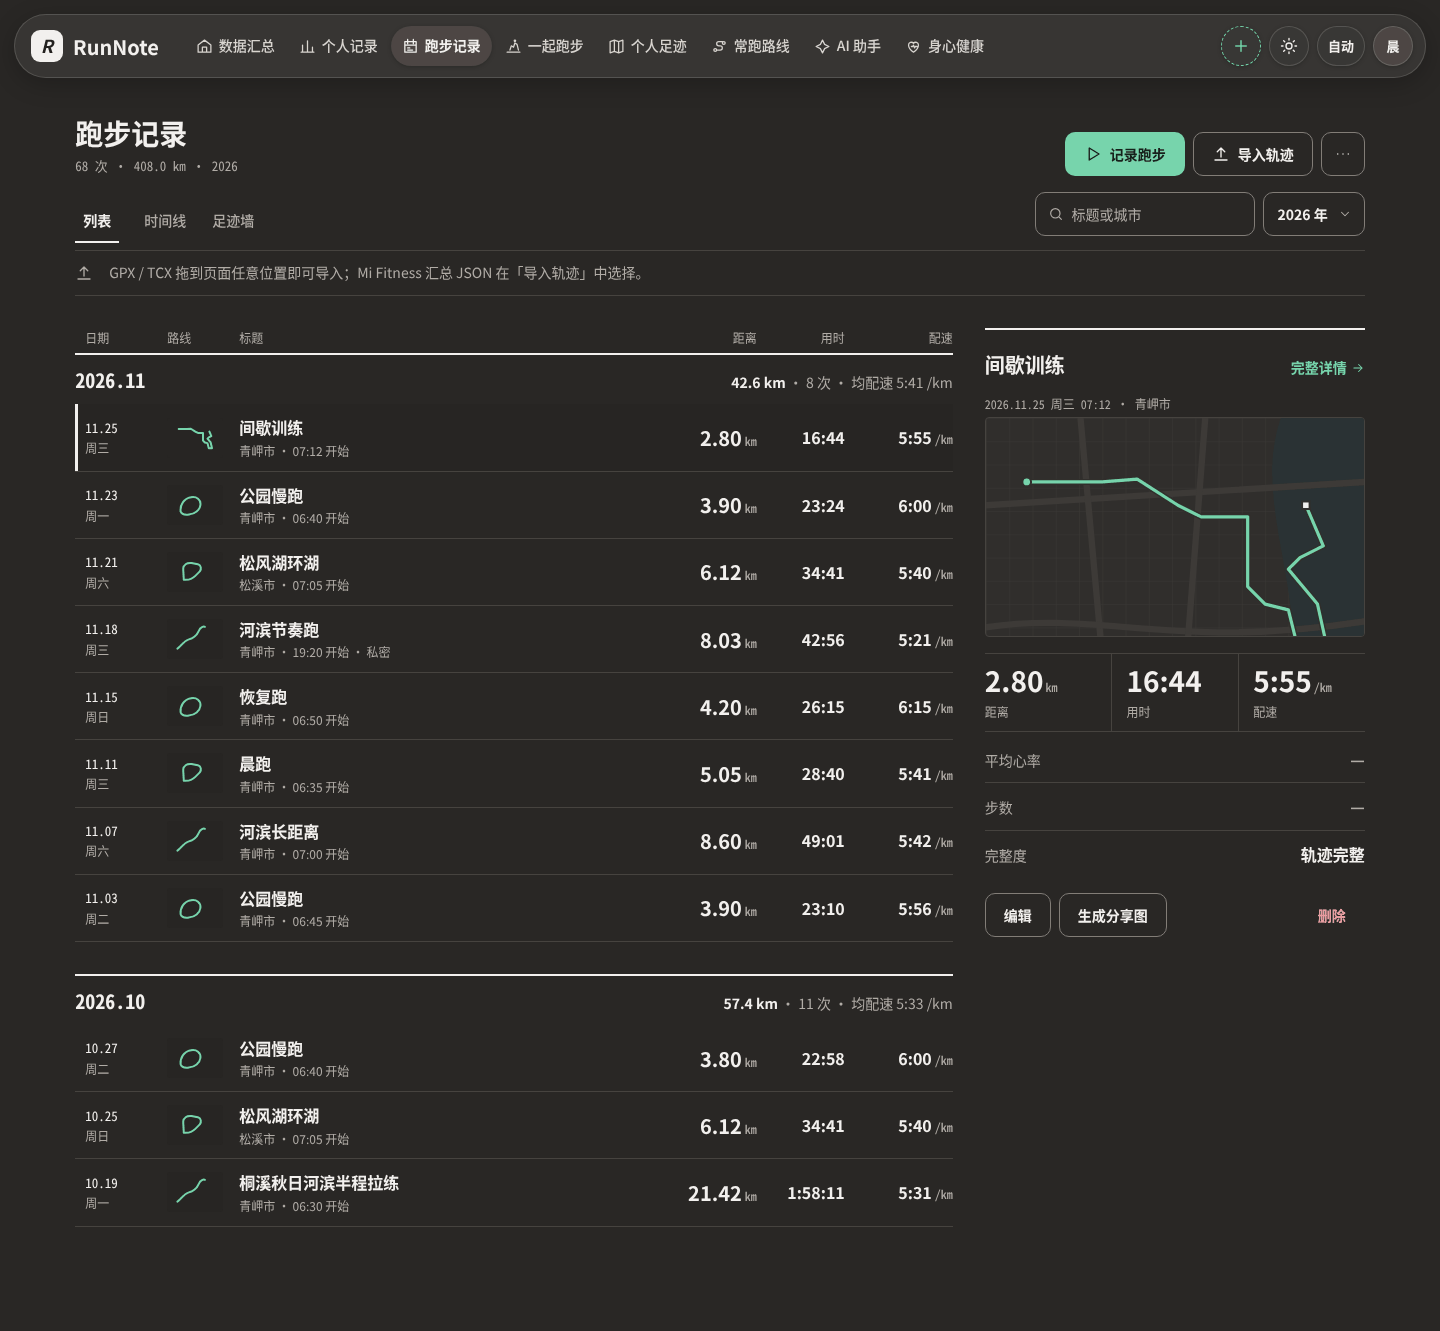 R RunNote 数据汇总 个人记录 跑步记录 一起跑步 个人足迹 常跑路线 AI 助手 身心健康 自动 晨
跑步记录
68 次 · 408.0 km · 2026
记录跑步 导入轨迹 ···
列表 时间线 足迹墙
标题或城市 2026 年
GPX / TCX 拖到页面任意位置即可导入；Mi Fitness 汇总 JSON 在「导入轨迹」中选择。
日期 路线 标题 距离 用时 配速
2026.11 42.6 km · 8 次 · 均配速 5:41 /km
11.25 间歇训练 2.80 km 16:44 5:55 /km
周三 青岬市 · 07:12 开始
11.23 公园慢跑 3.90 km 23:24 6:00 /km
周一 青岬市 · 06:40 开始
11.21 松风湖环湖 6.12 km 34:41 5:40 /km
周六 松溪市 · 07:05 开始
11.18 河滨节奏跑 8.03 km 42:56 5:21 /km
周三 青岬市 · 19:20 开始 · 私密
11.15 恢复跑 4.20 km 26:15 6:15 /km
周日 青岬市 · 06:50 开始
11.11 晨跑 5.05 km 28:40 5:41 /km
周三 青岬市 · 06:35 开始
11.07 河滨长距离 8.60 km 49:01 5:42 /km
周六 青岬市 · 07:00 开始
11.03 公园慢跑 3.90 km 23:10 5:56 /km
周二 青岬市 · 06:45 开始
2026.10 57.4 km · 11 次 · 均配速 5:33 /km
10.27 公园慢跑 3.80 km 22:58 6:00 /km
周二 青岬市 · 06:40 开始
10.25 松风湖环湖 6.12 km 34:41 5:40 /km
周日 松溪市 · 07:05 开始
10.19 桐溪秋日河滨半程拉练 21.42 km 1:58:11 5:31 /km
周一 青岬市 · 06:30 开始
间歇训练 完整详情 →
2026.11.25 周三 07:12 · 青岬市
2.80 km 16:44 5:55 /km
距离 用时 配速
平均心率 —
步数 —
完整度 轨迹完整
编辑 生成分享图 删除